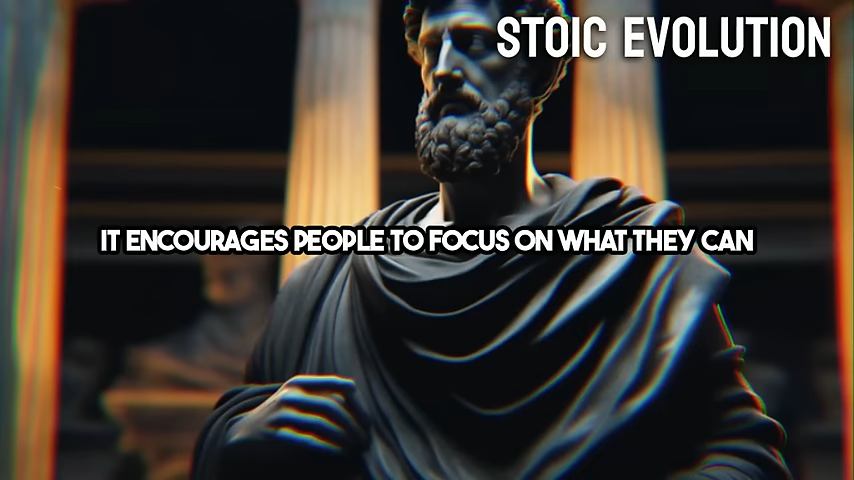 STOIC EVOLUTION
IT ENCOURAGES PEOPLE TO FOCUS ON WHAT THEY CAN